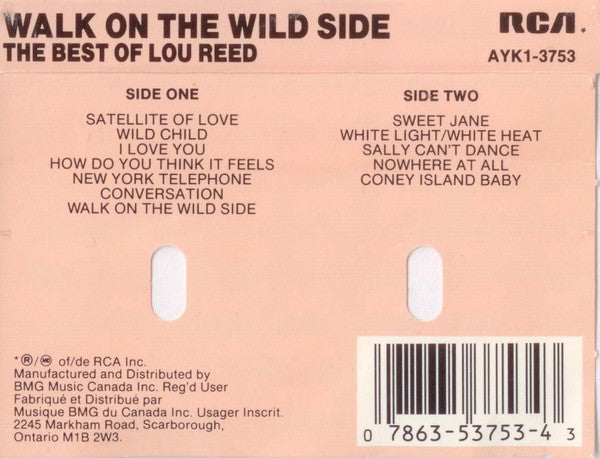 WALK ON THE WILD SIDE
THE BEST OF LOU REED
RCA *
AYK1-3753
SIDE ONE
SATELLITE OF LOVE
WILD CHILD
I LOVE YOU
HOW DO YOU THINK IT FEELS
NEW YORK TELEPHONE
CONVERSATION
WALK ON THE WILD SIDE
SIDE TWO
SWEET JANE
WHITE LIGHT/WHITE HEAT
SALLY CAN'T DANCE
NOWHERE AT ALL
CONEY ISLAND BABY
*®/MD of/de RCA Inc.
Manufactured and Distributed by
BMG Music Canada Inc. Reg'd User
Fabriqué et Distribué par
Musique BMG du Canada Inc. Usager Inscrit.
2245 Markham Road, Scarborough,
Ontario M1B 2W3.
0 7863-53753-4 3